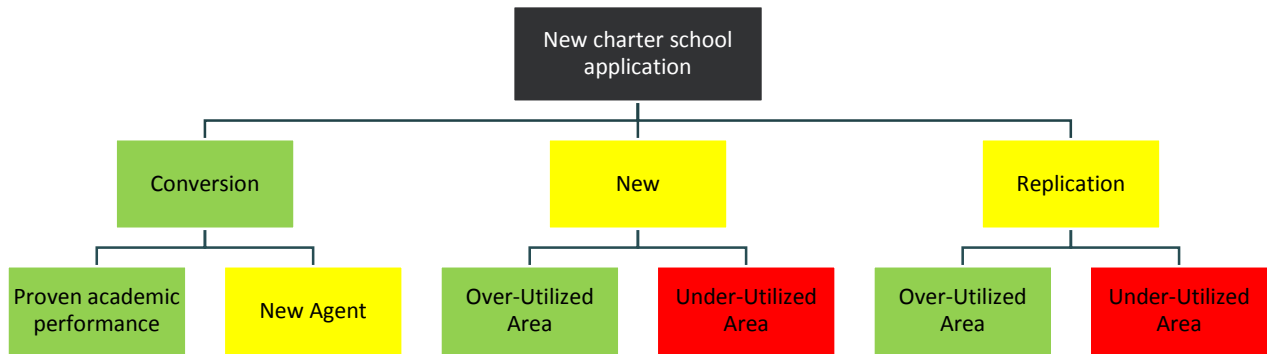 New charter school
application
Conversion
New
Replication
Proven academic
performance
New Agent
Over-Utilized
Area
Under-Utilized
Area
Over-Utilized
Area
Under-Utilized
Area